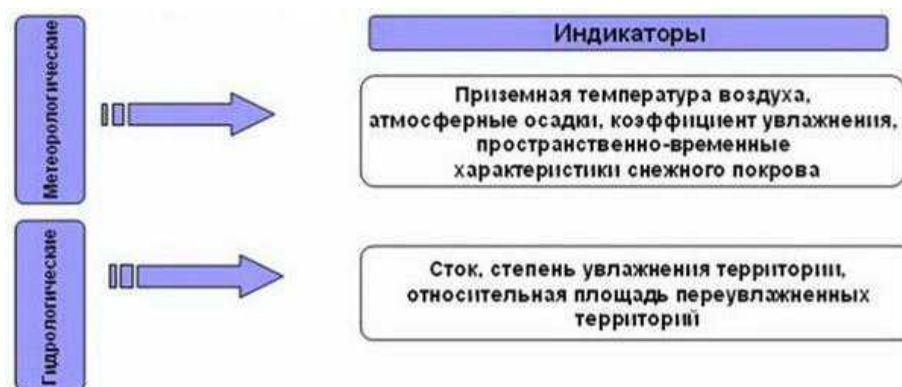 Индикаторы
Метеорологические
Приземная температура воздуха,
атмосферные осадки, коэффициент увлажнения,
пространственно-временные
характеристики снежного покрова
Гидрологические
Сток, степень увлажнения территории,
относительная площадь переувлажненных
территорий